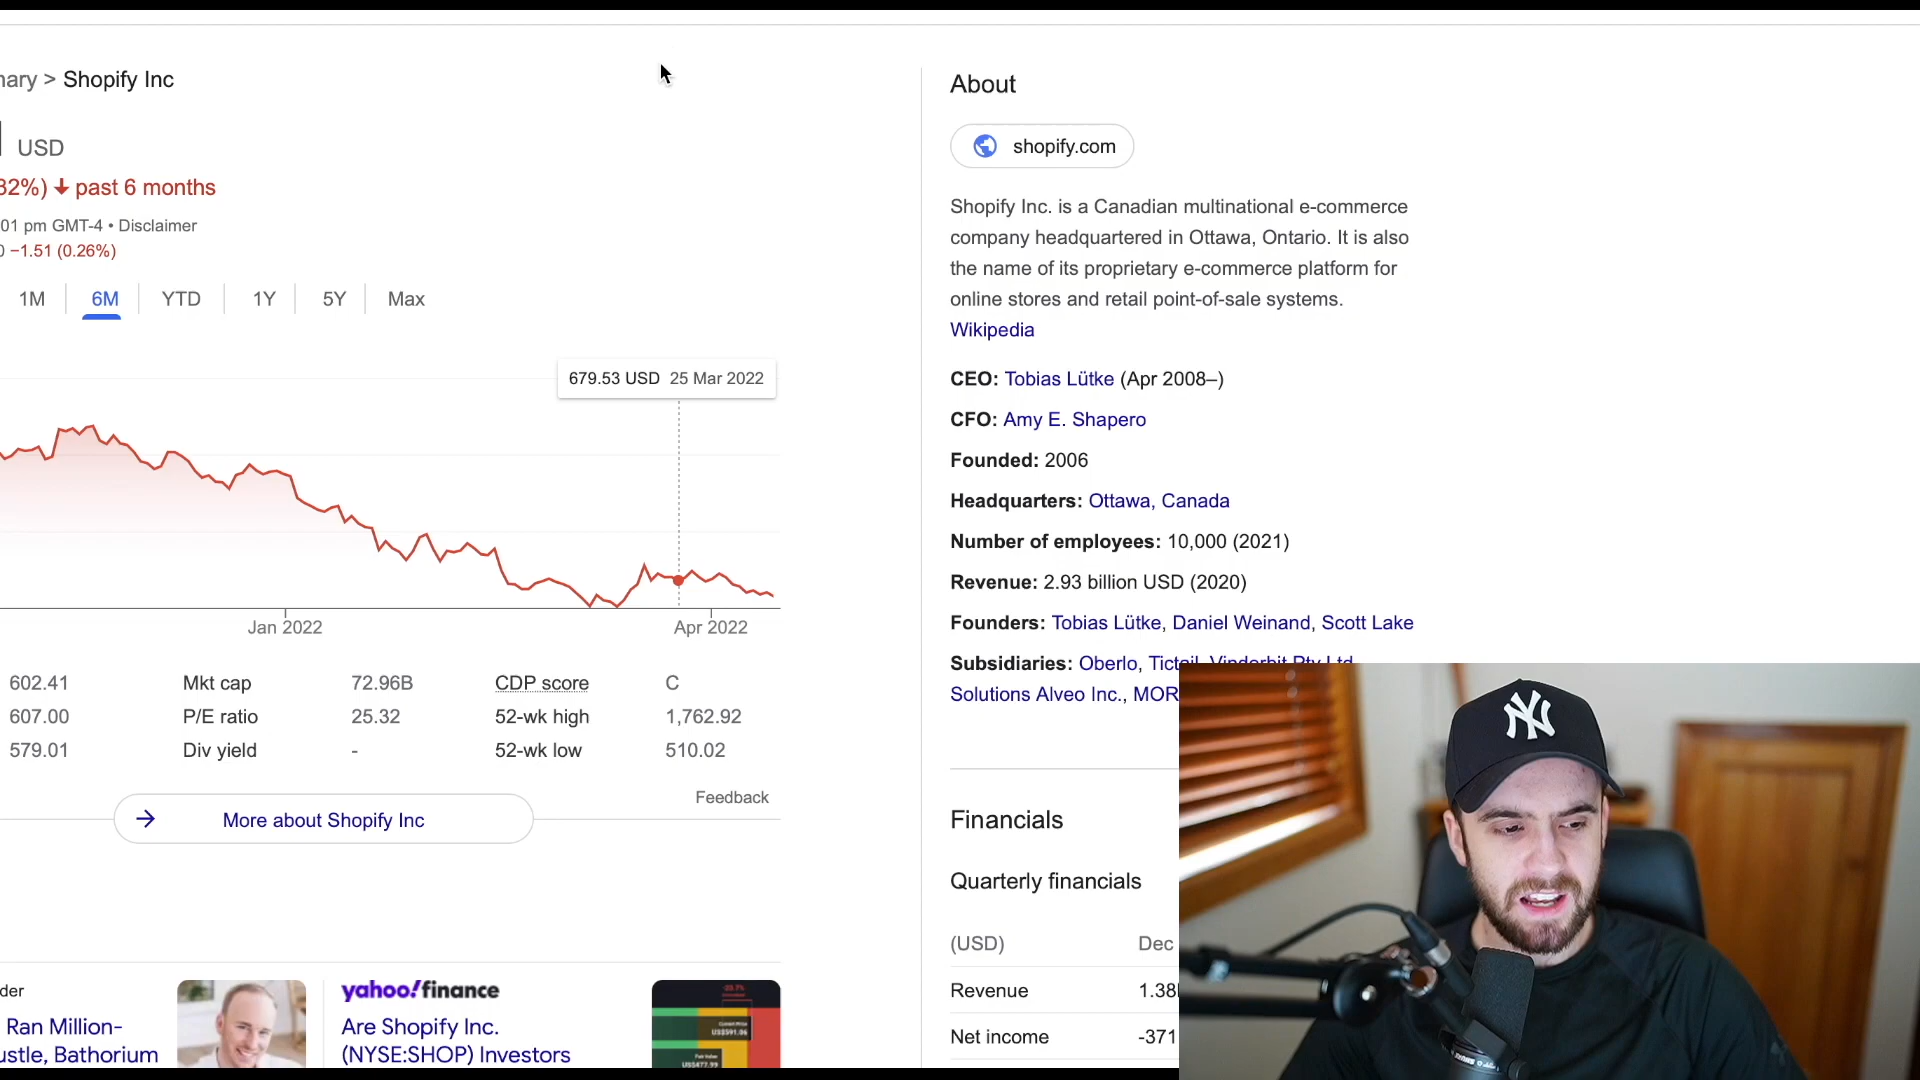 > Shopify Inc
USD
32%) past 6 months
01 pm GMT-4 • Disclaimer
−1.51 (0.26%)
1M 6M YTD 1Y 5Y Max
679.53 USD 25 Mar 2022
Jan 2022 Apr 2022
602.41 Mkt cap 72.96B CDP score C
607.00 P/E ratio 25.32 52-wk high 1,762.92
579.01 Div yield - 52-wk low 510.02
Feedback
More about Shopify Inc
Ran Million-
Bathorium
yahoo!finance
Are Shopify Inc.
(NYSE:SHOP) Investors
About
shopify.com
Shopify Inc. is a Canadian multinational e-commerce
company headquartered in Ottawa, Ontario. It is also
the name of its proprietary e-commerce platform for
online stores and retail point-of-sale systems.
Wikipedia
CEO: Tobias Lütke (Apr 2008–)
CFO: Amy E. Shapero
Founded: 2006
Headquarters: Ottawa, Canada
Number of employees: 10,000 (2021)
Revenue: 2.93 billion USD (2020)
Founders: Tobias Lütke, Daniel Weinand, Scott Lake
Subsidiaries: Oberlo,
Solutions Alveo Inc., MOR
Financials
Quarterly financials
(USD) Dec
Revenue 1.38
Net income -371
NY